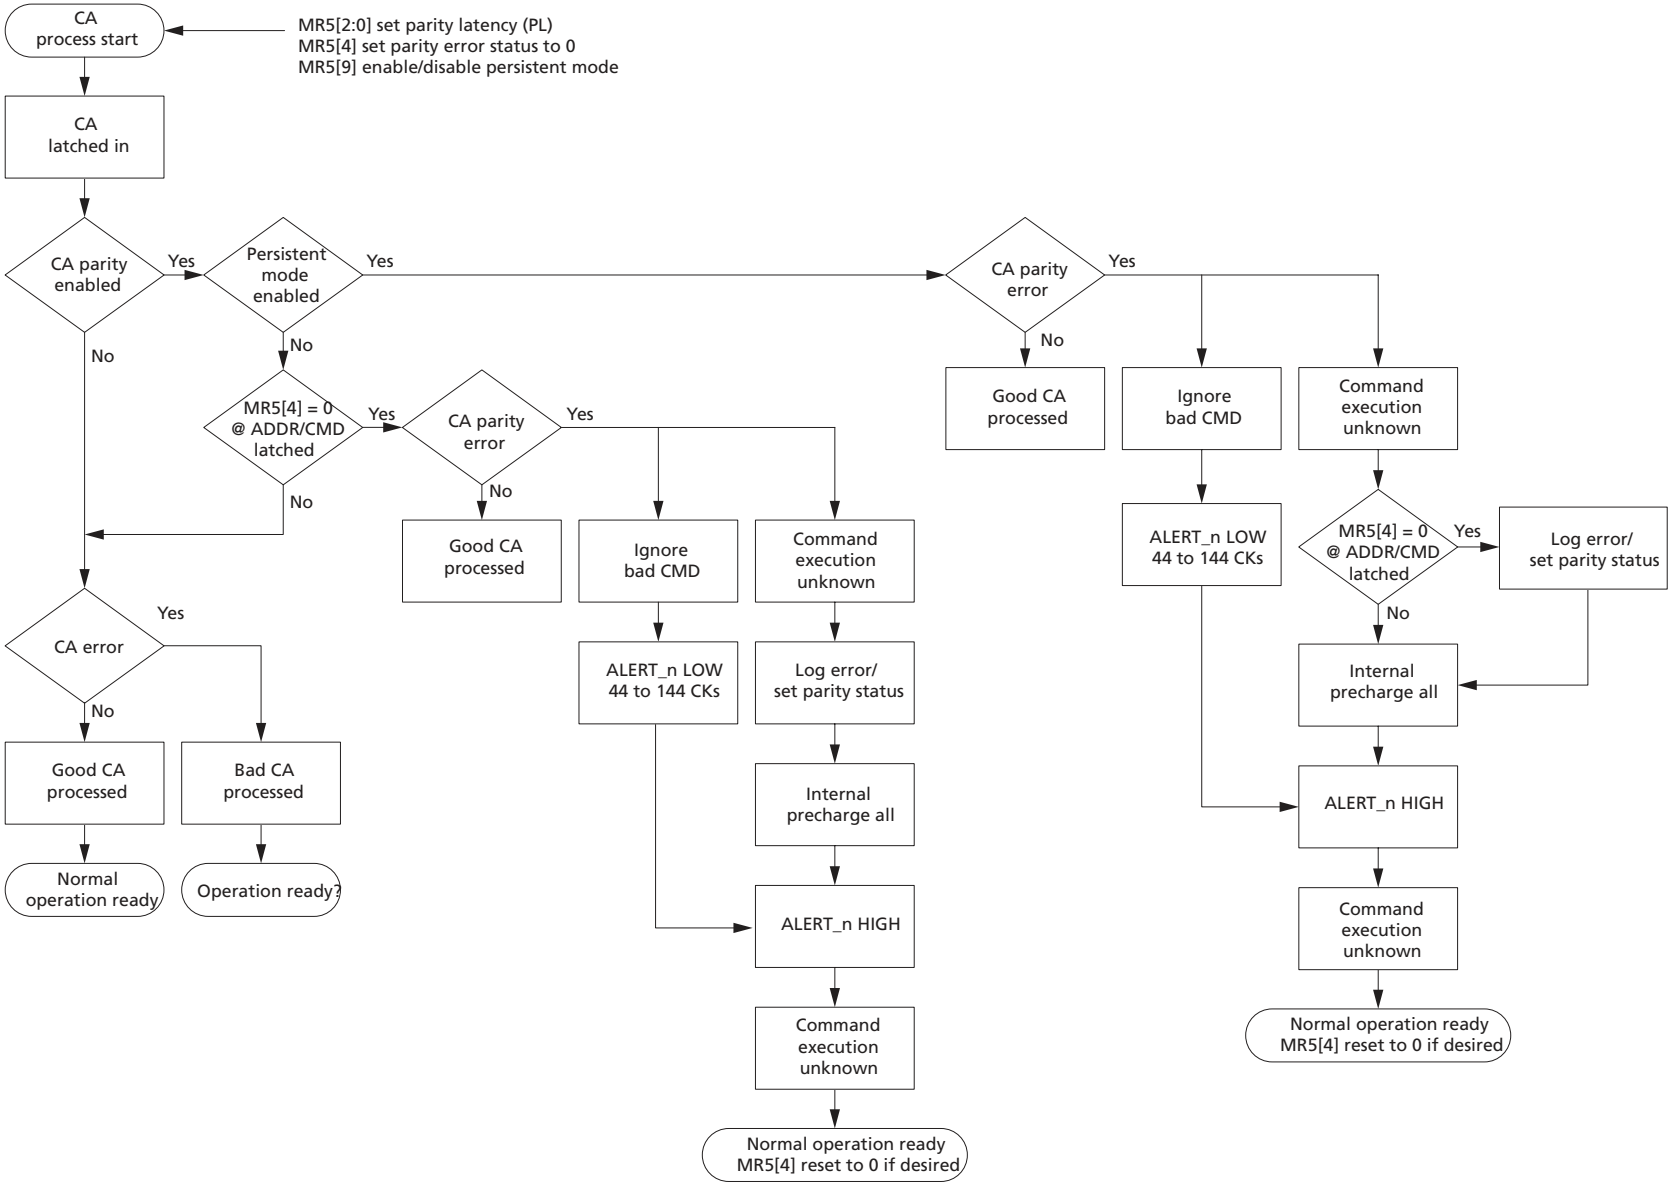 CA
process start
MR5[2:0] set parity latency (PL)
MR5[4] set parity error status to 0
MR5[9] enable/disable persistent mode
CA
latched in
CA parity
enabled
Yes
Persistent
mode
enabled
Yes
CA parity
error
Yes
No
No
No
MR5[4] = 0
@ ADDR/CMD
latched
Yes
CA parity
error
Yes
Good CA
processed
Ignore
bad CMD
Command
execution
unknown
No
No
Good CA
processed
Ignore
bad CMD
Command
execution
unknown
ALERT_n LOW
44 to 144 CKs
MR5[4] = 0
@ ADDR/CMD
latched
Yes
Log error/
set parity status
No
CA error
Yes
No
ALERT_n LOW
44 to 144 CKs
Log error/
set parity status
Internal
precharge all
Good CA
processed
Bad CA
processed
Internal
precharge all
ALERT_n HIGH
Normal
operation ready
Operation ready?
ALERT_n HIGH
Command
execution
unknown
Command
execution
unknown
Normal operation ready
MR5[4] reset to 0 if desired
Normal operation ready
MR5[4] reset to 0 if desired